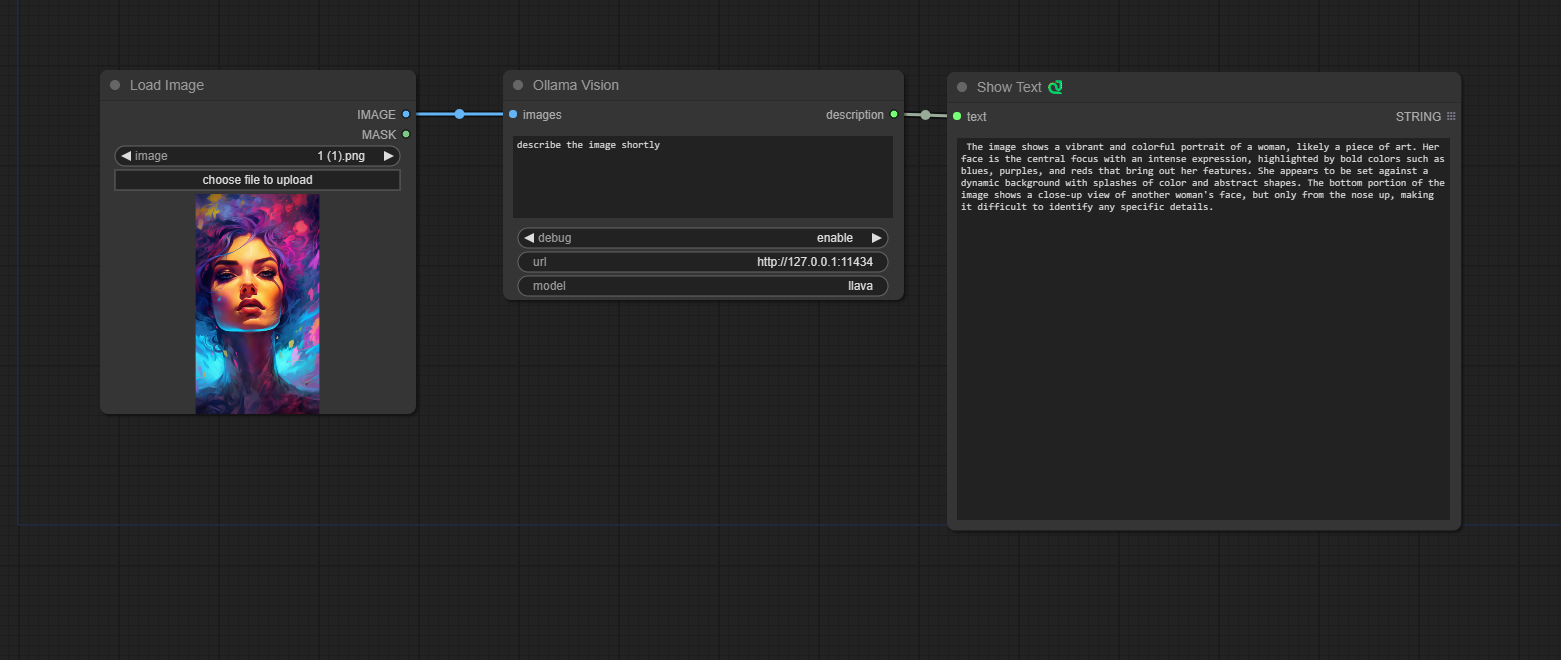 Load Image
IMAGE
MASK
image 1 (1).png
choose file to upload
Ollama Vision
images description
describe the image shortly
debug enable
url http://127.0.0.1:11434
model llava
Show Text
text STRING
The image shows a vibrant and colorful portrait of a woman, likely a piece of art. Her
face is the central focus with an intense expression, highlighted by bold colors such as
blues, purples, and reds that bring out her features. She appears to be set against a
dynamic background with splashes of color and abstract shapes. The bottom portion of the
image shows a close-up view of another woman's face, but only from the nose up, making
it difficult to identify any specific details.